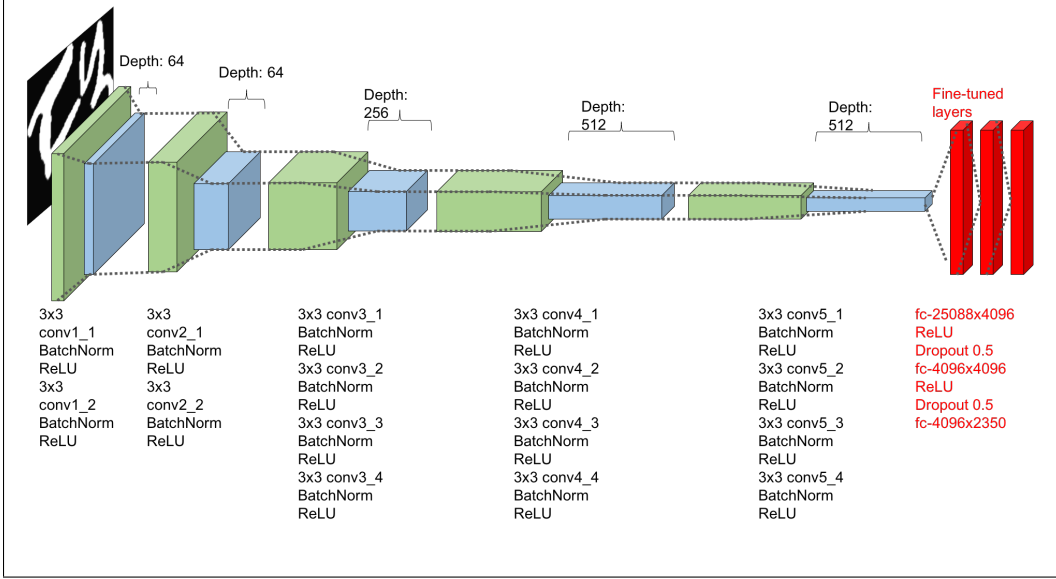 Depth: 64
Depth: 64
Depth:
256
Depth:
512
Depth:
512
Fine-tuned
layers
3x3
conv1_1
BatchNorm
ReLU
3x3
conv1_2
BatchNorm
ReLU
3x3
conv2_1
BatchNorm
ReLU
3x3
conv2_2
BatchNorm
ReLU
3x3 conv3_1
BatchNorm
ReLU
3x3 conv3_2
BatchNorm
ReLU
3x3 conv3_3
BatchNorm
ReLU
3x3 conv3_4
BatchNorm
ReLU
3x3 conv4_1
BatchNorm
ReLU
3x3 conv4_2
BatchNorm
ReLU
3x3 conv4_3
BatchNorm
ReLU
3x3 conv4_4
BatchNorm
ReLU
3x3 conv5_1
BatchNorm
ReLU
3x3 conv5_2
BatchNorm
ReLU
3x3 conv5_3
BatchNorm
ReLU
3x3 conv5_4
BatchNorm
ReLU
fc-25088x4096
ReLU
Dropout 0.5
fc-4096x4096
ReLU
Dropout 0.5
fc-4096x2350